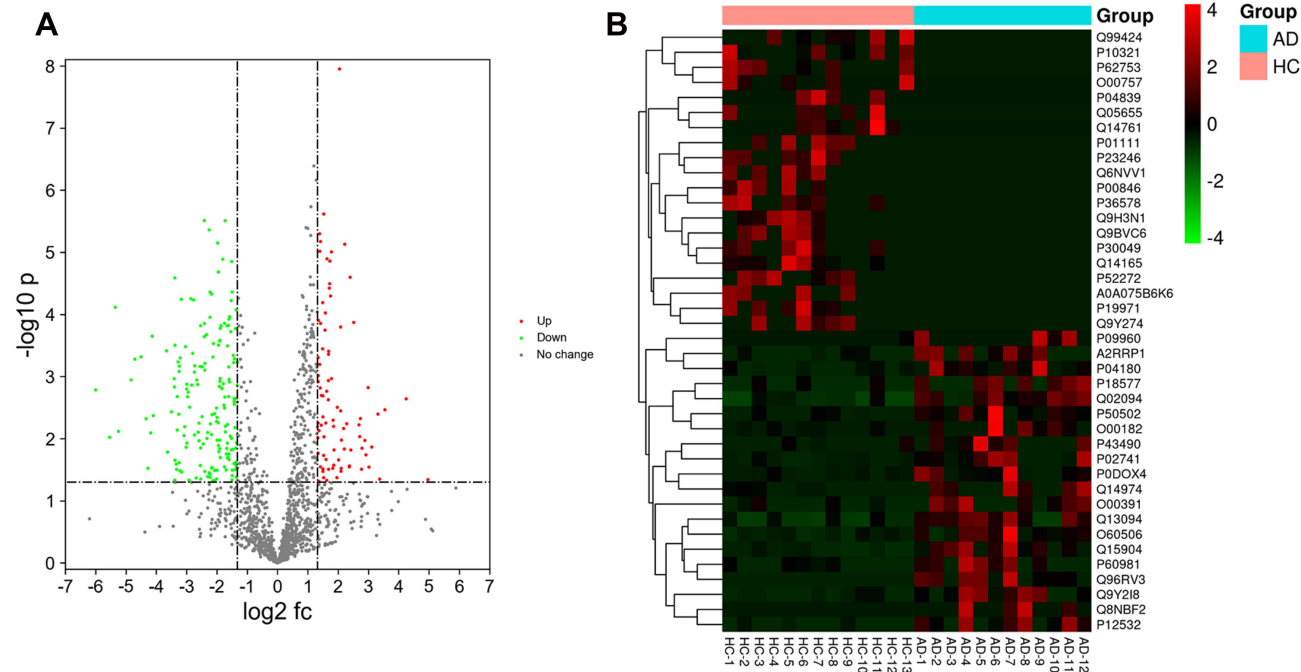 A
8
7
6
5
4
3
2
1
0
-log10 p
-7 -6 -5 -4 -3 -2 -1 0 1 2 3 4 5 6 7
log2 fc
Up
Down
No change
B
Group
Q99424
P10321
P62753
O00757
P04839
Q05655
Q14761
P01111
P23246
Q6NVV1
P00846
P36578
Q9H3N1
Q9BVC6
P30049
Q14165
P52272
A0A075B6K6
P19971
Q9Y274
P09960
A2RRP1
P04180
P18577
Q02094
P50502
O00182
P43490
P02741
P0DOX4
Q14974
O00391
Q13094
O60506
Q15904
P60981
Q96RV3
Q9Y2I8
Q8NBF2
P12532
HC-1
HC-2
HC-3
HC-4
HC-5
HC-6
HC-7
HC-8
HC-9
HC-10
HC-11
HC-12
HC-13
AD-1
AD-2
AD-3
AD-4
AD-5
AD-6
AD-7
AD-8
AD-9
AD-10
AD-11
AD-12
4
2
0
-2
-4
Group
AD
HC